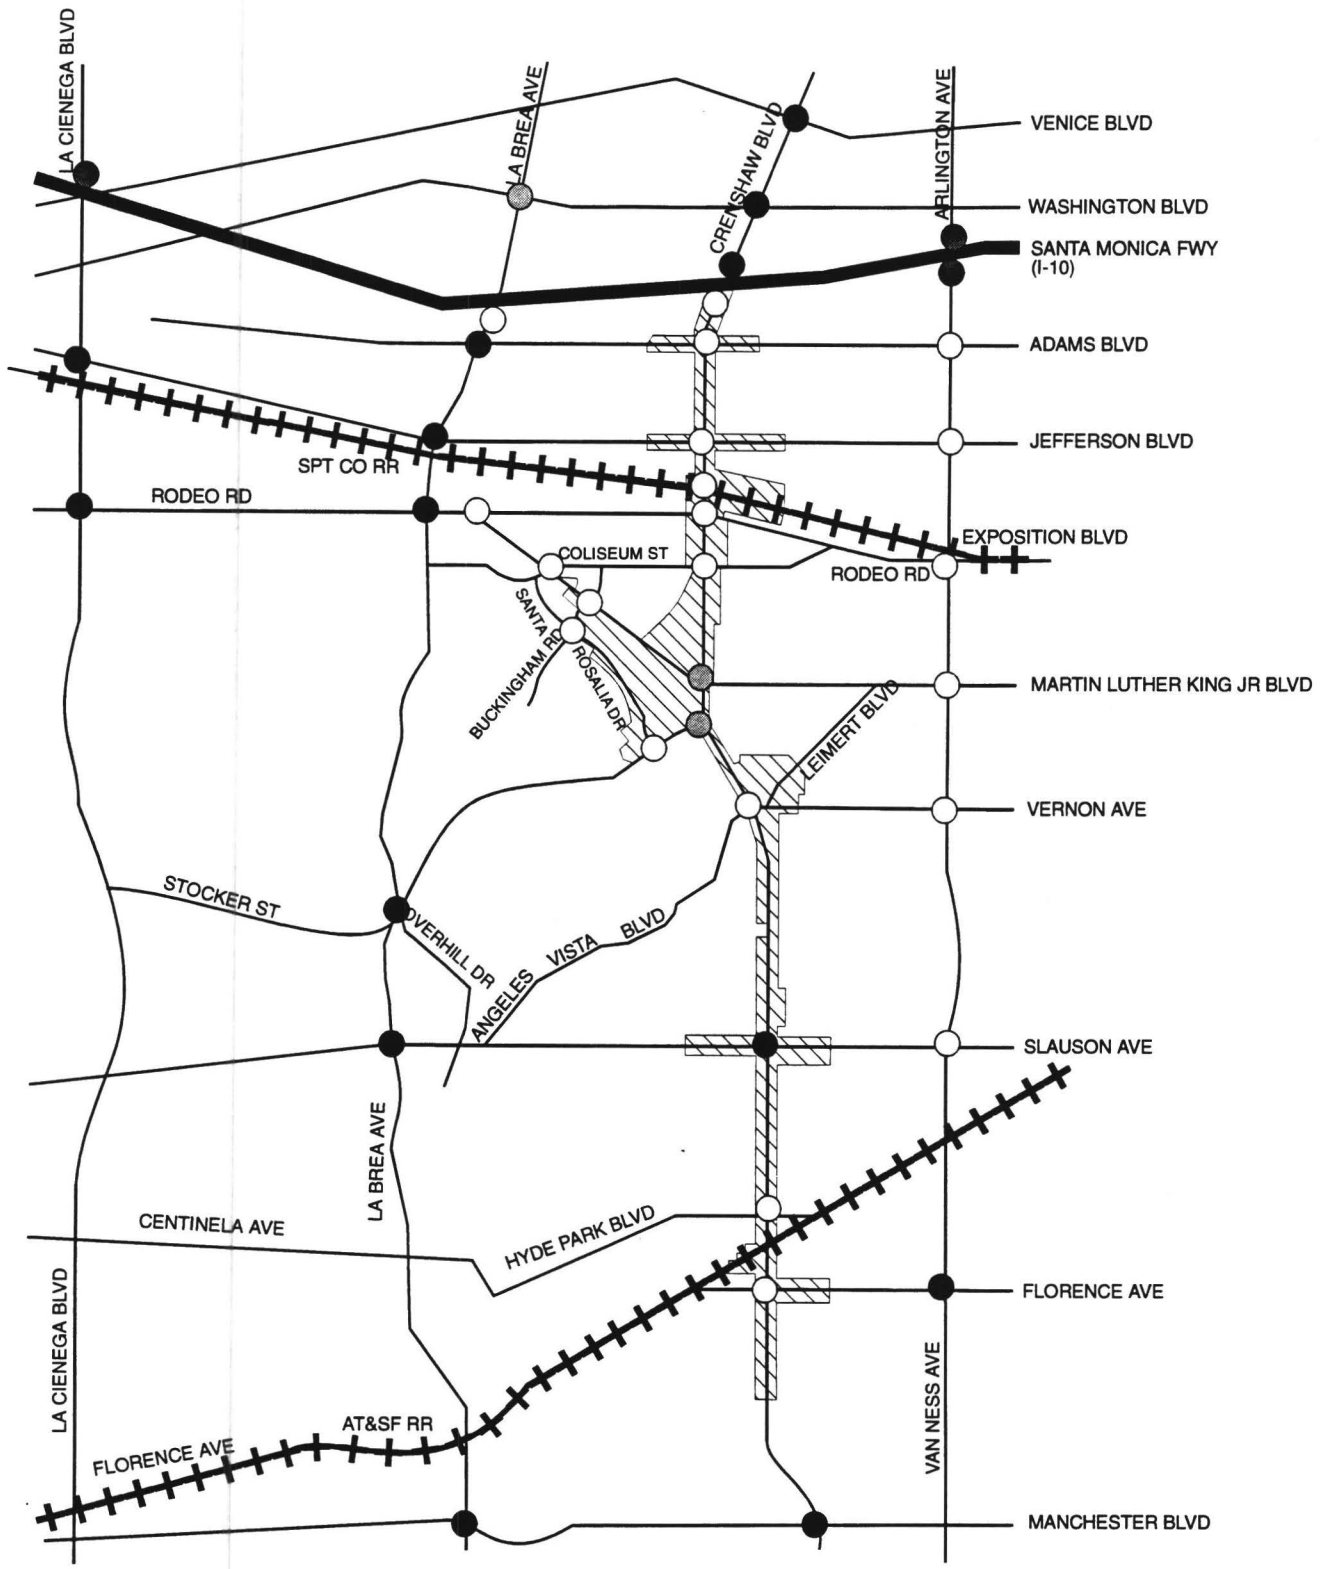 LA CIENEGA BLVD
LA BREA AVE
CRENSHAW BLVD
ARLINGTON AVE
VENICE BLVD
WASHINGTON BLVD
SANTA MONICA FWY
(I-10)
ADAMS BLVD
JEFFERSON BLVD
SPT CO RR
RODEO RD
EXPOSITION BLVD
COLISEUM ST
RODEO RD
SANTA
ROSALIA DR
BUCKINGHAM RD
MARTIN LUTHER KING JR BLVD
LEIMERT BLVD
VERNON AVE
STOCKER ST
OVERHILL DR
ANGELES VISTA BLVD
SLAUSON AVE
LA BREA AVE
CENTINELA AVE
HYDE PARK BLVD
LA CIENEGA BLVD
FLORENCE AVE
VAN NESS AVE
AT&SF RR
FLORENCE AVE
MANCHESTER BLVD